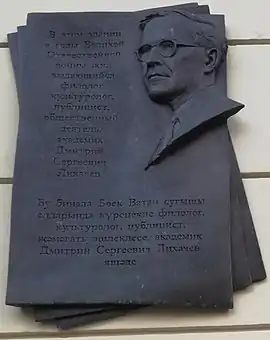 В этом здании
в годы Великой
Отечественной
войны жил
выдающийся
филолог,
культуролог,
публицист,
общественный
деятель,
академик
Дмитрий
Сергеевич
Лихачев
Бу бинада Бөек Ватан сугышы
елларында күренекле филолог,
культуролог, публицист,
җәмәгать эшлеклесе, академик
Дмитрий Сергеевич Лихачев
яшәде